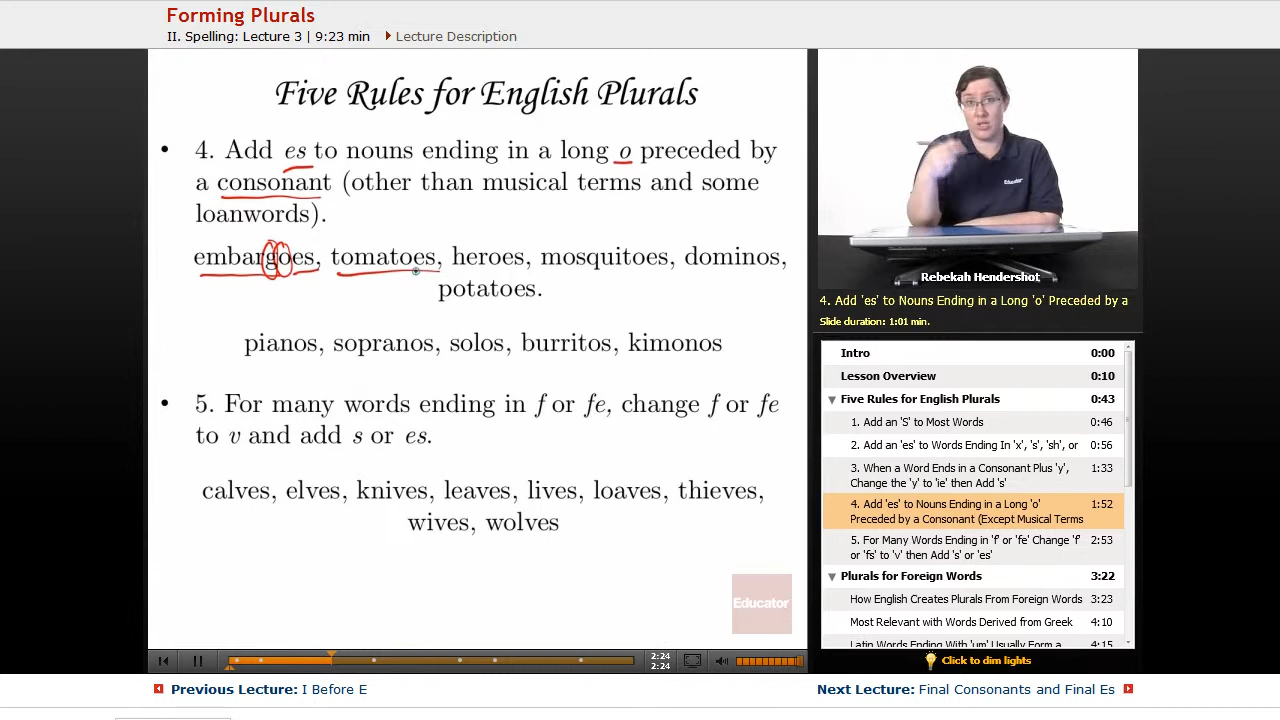 Forming Plurals
II. Spelling: Lecture 3 | 9:23 min
Lecture Description
Five Rules for English Plurals
• 4. Add es to nouns ending in a long o preceded by
a consonant (other than musical terms and some
loanwords).
embargoes, tomatoes, heroes, mosquitoes, dominos,
potatoes.
pianos, sopranos, solos, burritos, kimonos
• 5. For many words ending in f or fe, change f or fe
to v and add s or es.
calves, elves, knives, leaves, lives, loaves, thieves,
wives, wolves
Educator
2:24
2:24
Educator
Rebekah Hendershot
4. Add 'es' to Nouns Ending in a Long 'o' Preceded by a
Slide duration: 1:01 min.
Intro 0:00
Lesson Overview 0:10
Five Rules for English Plurals 0:43
1. Add an 'S' to Most Words 0:46
2. Add an 'es' to Words Ending In 'x', 's', 'sh', or 0:56
3. When a Word Ends in a Consonant Plus 'y', 1:33
Change the 'y' to 'ie' then Add 's'
4. Add 'es' to Nouns Ending in a Long 'o' 1:52
Preceded by a Consonant (Except Musical Terms
5. For Many Words Ending in 'f' or 'fe' Change 'f' 2:53
or 'fs' to 'v' then Add 's' or 'es'
Plurals for Foreign Words 3:22
How English Creates Plurals From Foreign Words 3:23
Most Relevant with Words Derived from Greek 4:10
Latin Words Ending With 'um' Usually Form a 4:15
Click to dim lights
Previous Lecture: I Before E
Next Lecture: Final Consonants and Final Es